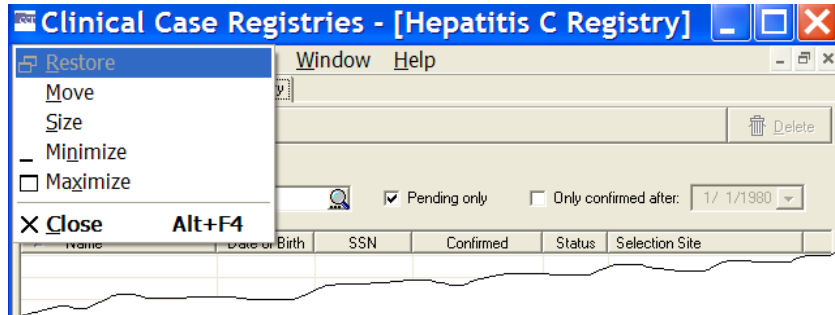 Clinical Case Registries - [Hepatitis C Registry]
Restore Window Help
Move
Size
Delete
Minimize
Maximize
Pending only Only confirmed after: 1/ 1/1980
Close Alt+F4
Name Date of Birth SSN Confirmed Status Selection Site